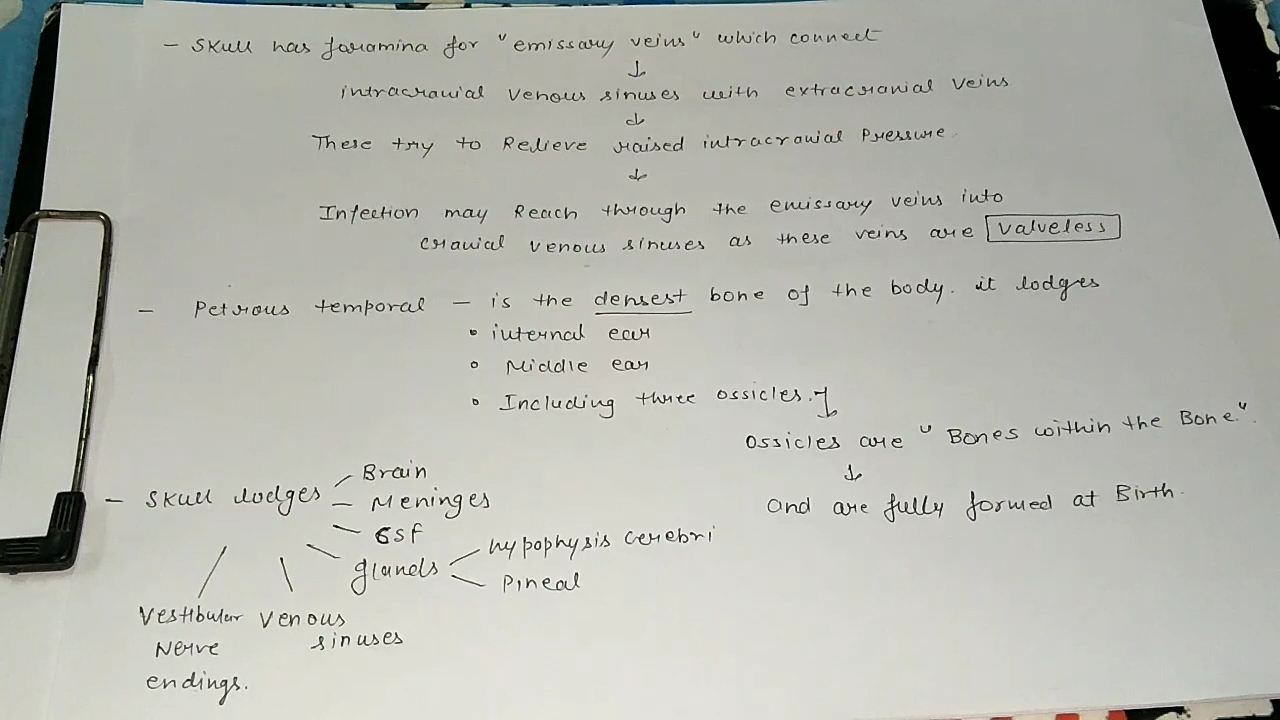 - Skull has foramina for "emissary veins" which connect
↓
intracranial venous sinuses with extracranial veins
↓
These try to Relieve raised intracranial Pressure
↓
Infection may Reach through the emissary veins into
cranial venous sinuses as these veins are valveless
- Petrous temporal - is the densest bone of the body. it lodges
• internal ear
• Middle ear
• Including three ossicles.
↓
Ossicles are "Bones within the Bone."
↓
and are fully formed at Birth.
- Skull lodges
Brain
Meninges
CSF
glands
hypophysis cerebri
Pineal
Venous
sinuses
Vestibular
Nerve
endings.